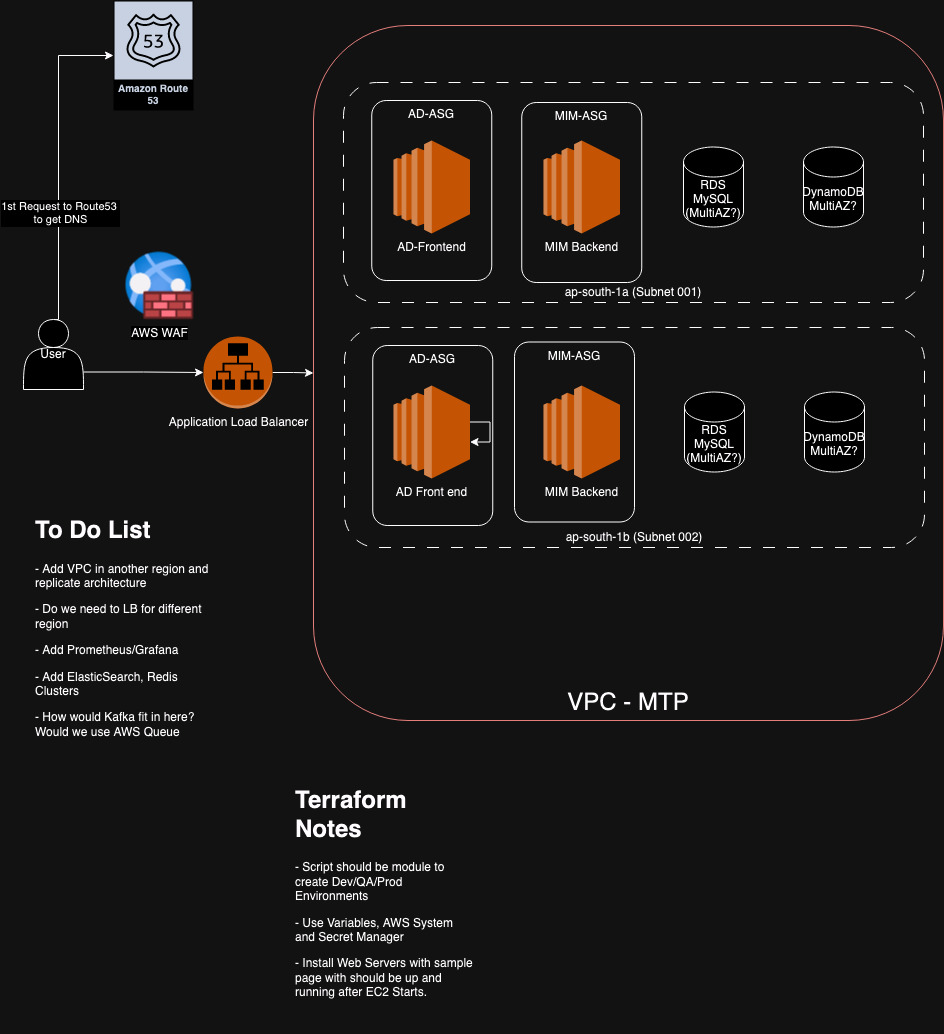 53
Amazon Route
53
1st Request to Route53
to get DNS
AWS WAF
User
Application Load Balancer
AD-ASG
AD-Frontend
MIM-ASG
MIM Backend
RDS
MySQL
(MultiAZ?)
DynamoDB
MultiAZ?
ap-south-1a (Subnet 001)
AD-ASG
AD Front end
MIM-ASG
MIM Backend
RDS
MySQL
(MultiAZ?)
DynamoDB
MultiAZ?
ap-south-1b (Subnet 002)
VPC - MTP
To Do List
- Add VPC in another region and
replicate architecture
- Do we need to LB for different
region
- Add Prometheus/Grafana
- Add ElasticSearch, Redis
Clusters
- How would Kafka fit in here?
Would we use AWS Queue
Terraform
Notes
- Script should be module to
create Dev/QA/Prod
Environments
- Use Variables, AWS System
and Secret Manager
- Install Web Servers with sample
page with should be up and
running after EC2 Starts.